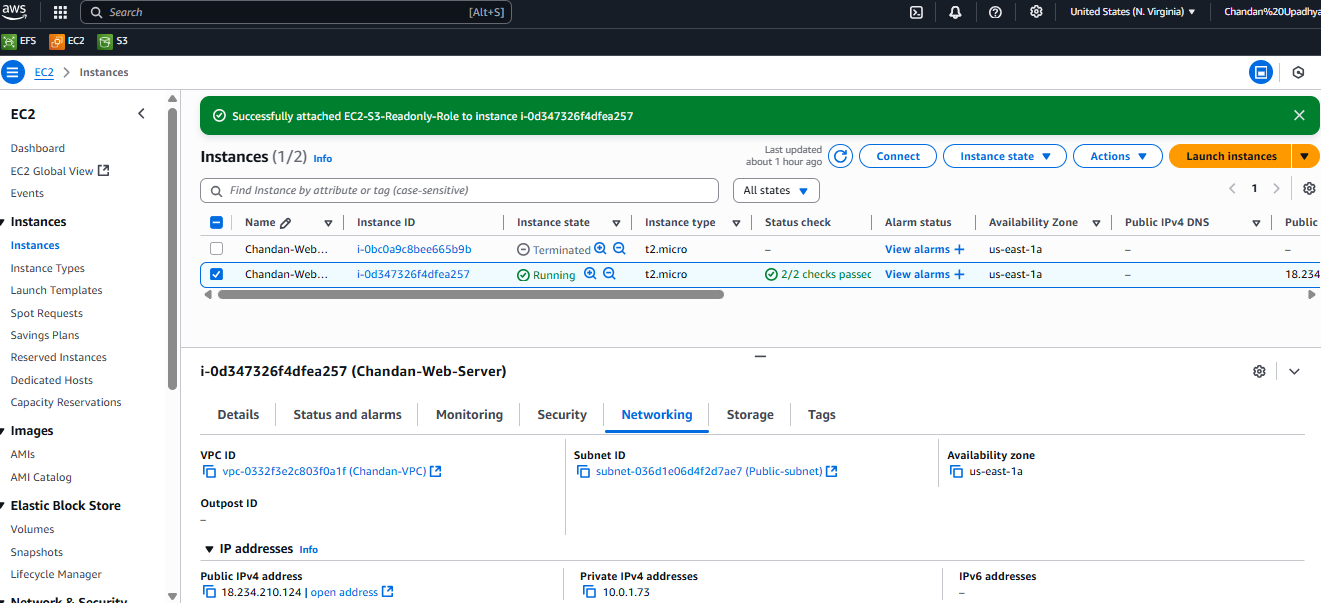 aws Search [Alt+S] United States (N. Virginia) Chandan%20Upadhya
EFS EC2 S3
EC2 Instances
EC2
Dashboard
EC2 Global View
Events
Instances
Instances
Instance Types
Launch Templates
Spot Requests
Savings Plans
Reserved Instances
Dedicated Hosts
Capacity Reservations
Images
AMIs
AMI Catalog
Elastic Block Store
Volumes
Snapshots
Lifecycle Manager
Network & Security
Successfully attached EC2-S3-Readonly-Role to instance i-0d347326f4dfea257
Instances (1/2) Info
Last updated
about 1 hour ago
Connect Instance state Actions Launch instances
Find Instance by attribute or tag (case-sensitive) All states 1
Name Instance ID Instance state Instance type Status check Alarm status Availability Zone Public IPv4 DNS Public
Chandan-Web... i-0bc0a9c8bee665b9b Terminated t2.micro – View alarms + us-east-1a – –
Chandan-Web... i-0d347326f4dfea257 Running t2.micro 2/2 checks passed View alarms + us-east-1a – 18.234
i-0d347326f4dfea257 (Chandan-Web-Server)
Details Status and alarms Monitoring Security Networking Storage Tags
VPC ID Subnet ID Availability zone
vpc-0332f3e2c803f0a1f (Chandan-VPC) subnet-036d1e06d4f2d7ae7 (Public-subnet) us-east-1a
Outpost ID
–
IP addresses Info
Public IPv4 address Private IPv4 addresses IPv6 addresses
18.234.210.124 | open address 10.0.1.73 –